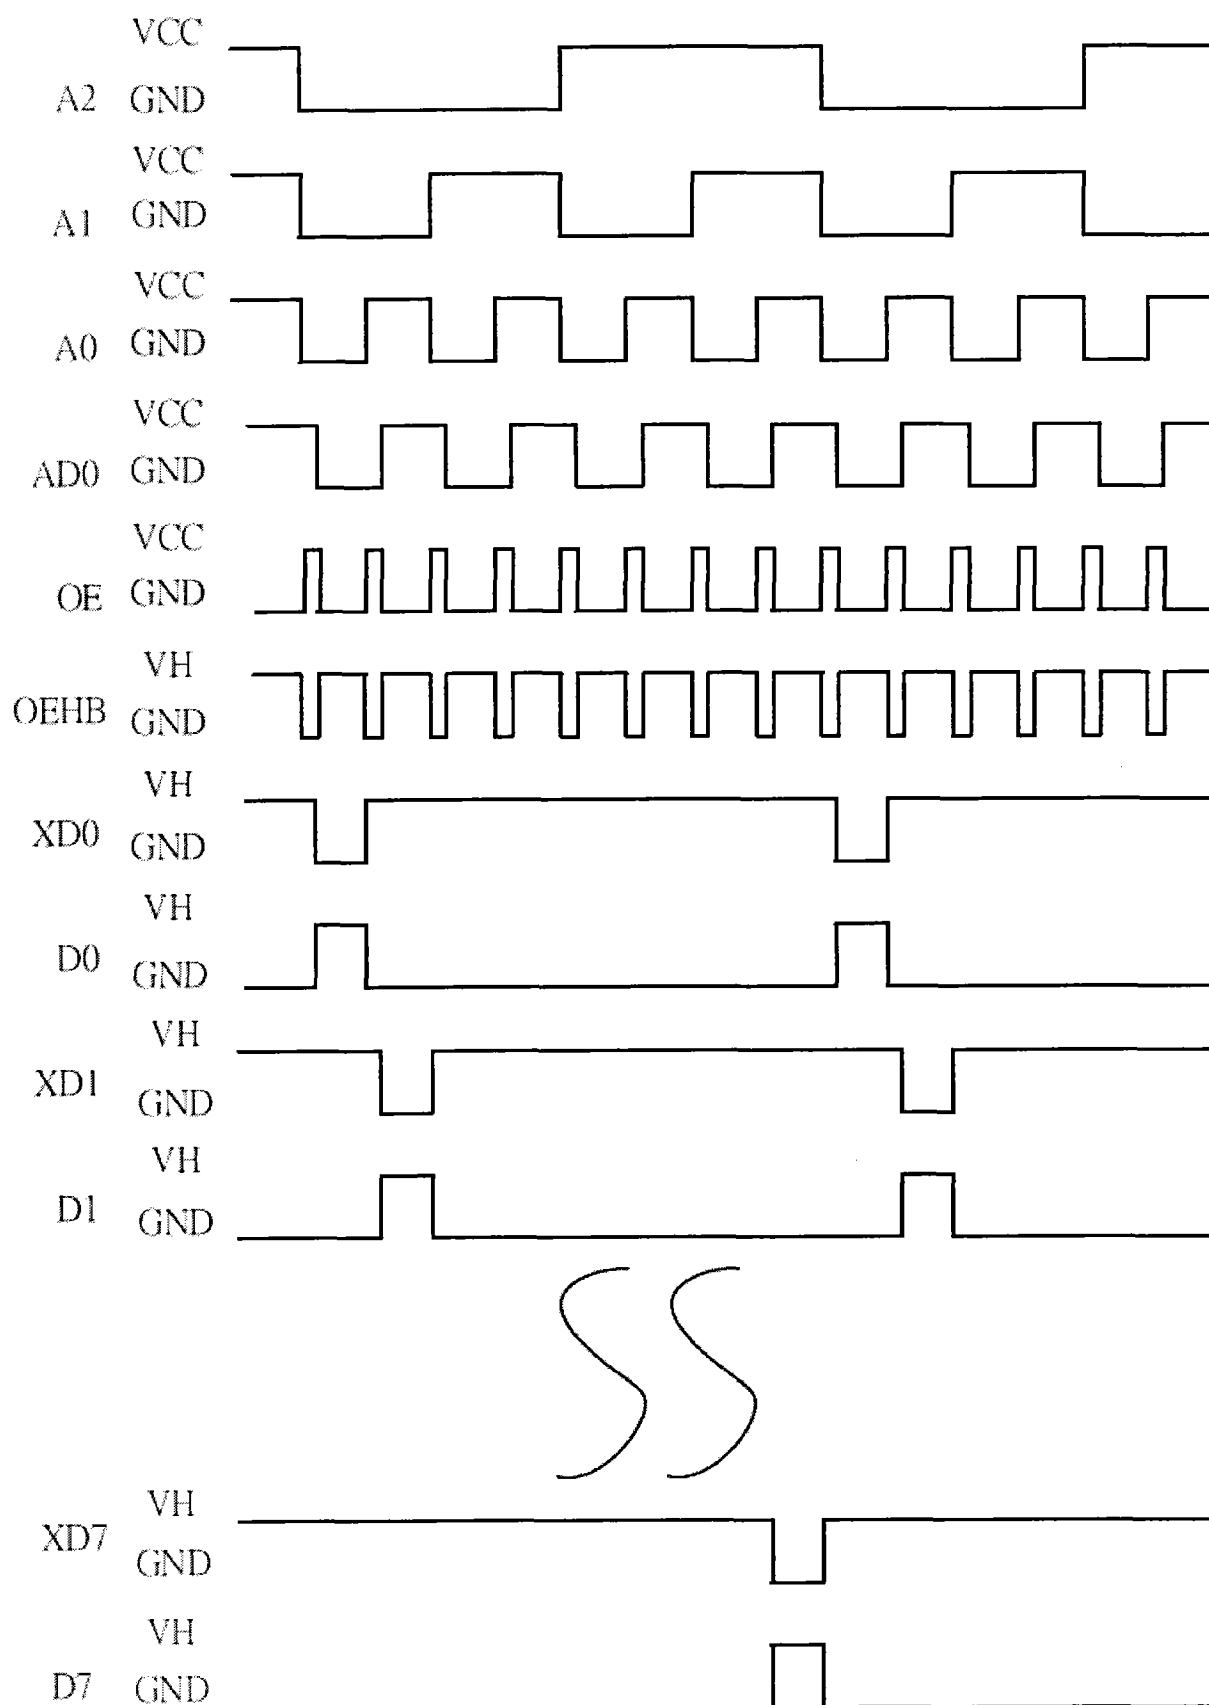 VCC
A2 GND
VCC
A1 GND
VCC
A0 GND
VCC
AD0 GND
VCC
OE GND
VH
OEHB GND
VH
XD0 GND
VH
D0 GND
VH
XD1 GND
VH
D1 GND
VH
XD7 GND
VH
D7 GND